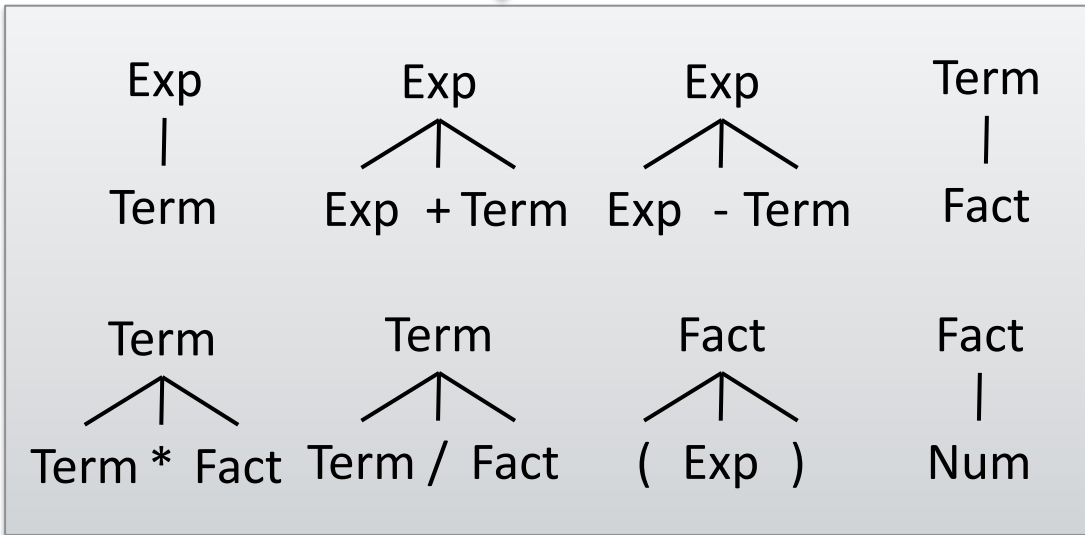 Exp Exp Exp Term
Term Exp + Term Exp - Term Fact
Term Term Fact Fact
Term * Fact Term / Fact ( Exp ) Num